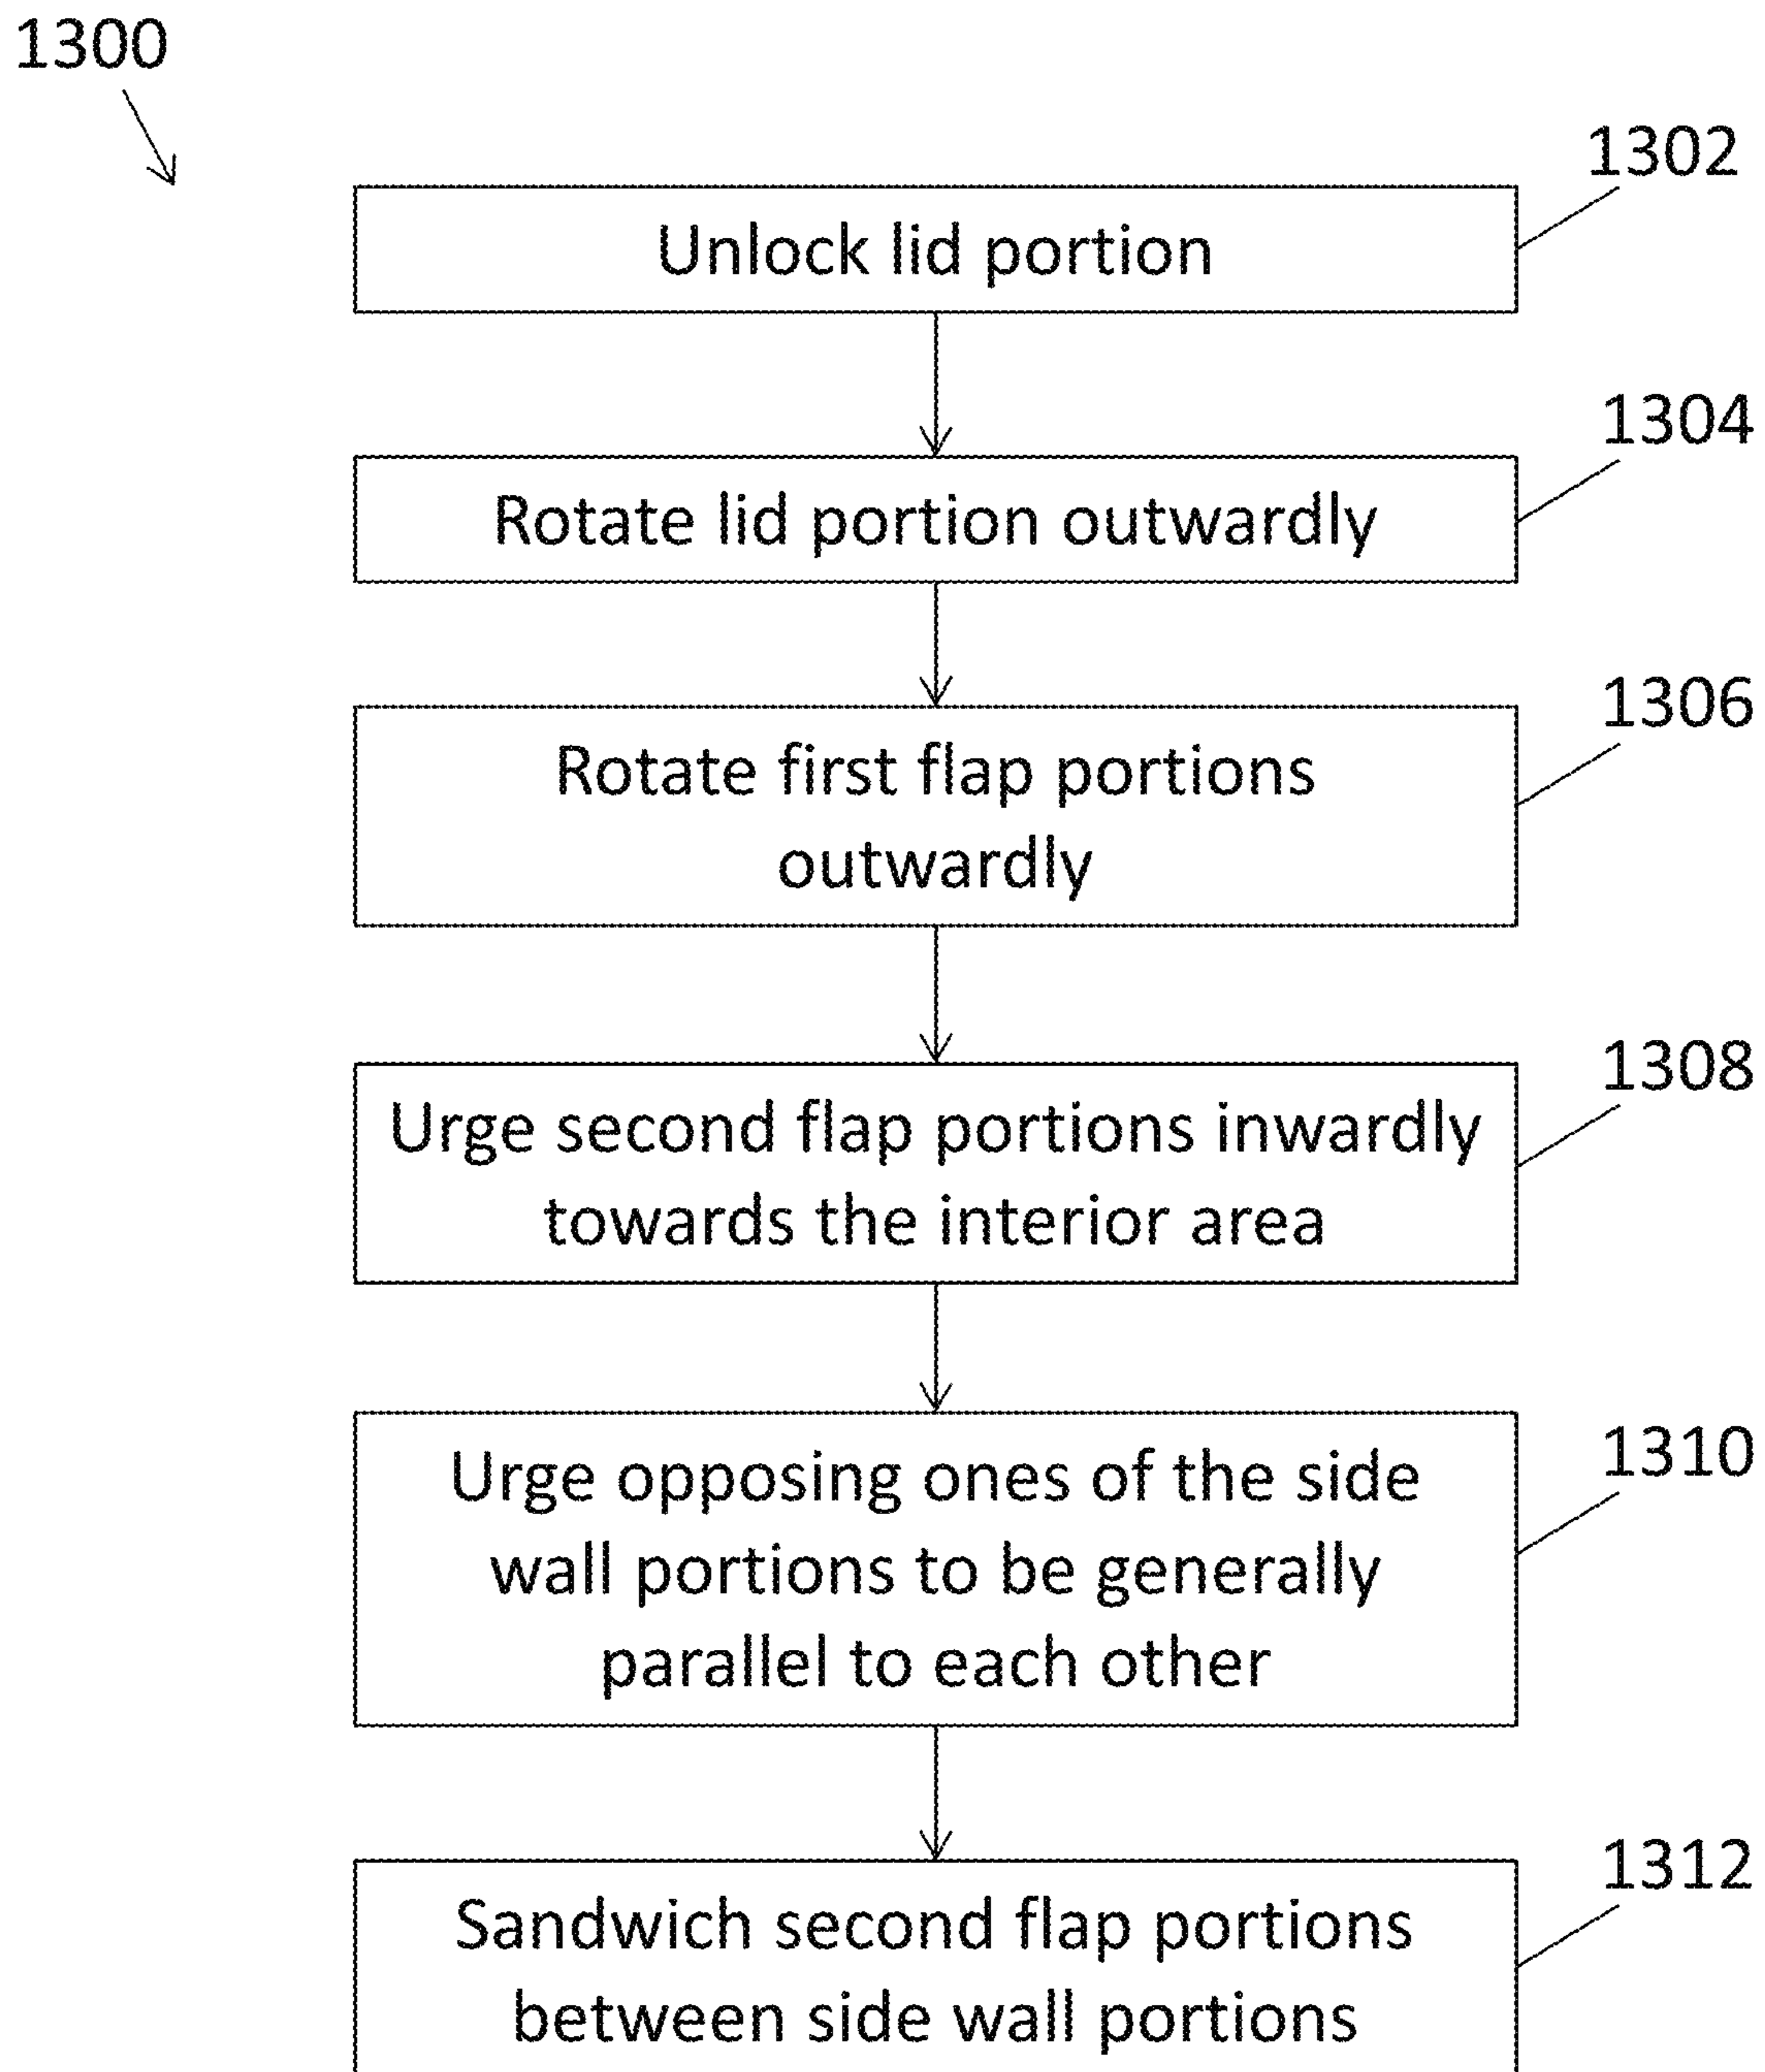 1300
1302
Unlock lid portion
1304
Rotate lid portion outwardly
1306
Rotate first flap portions
outwardly
1308
Urge second flap portions inwardly
towards the interior area
1310
Urge opposing ones of the side
wall portions to be generally
parallel to each other
1312
Sandwich second flap portions
between side wall portions